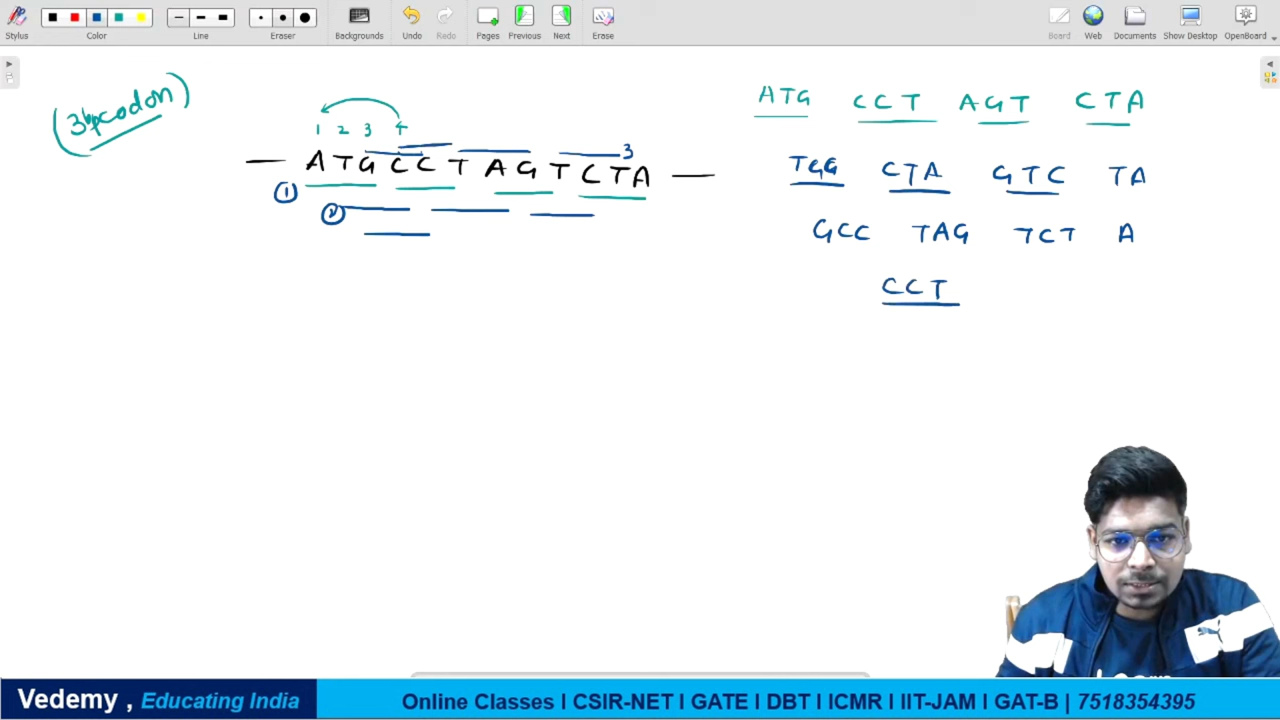 Stylus Color Line Eraser Backgrounds Undo Redo Pages Previous Next Erase Board Web Documents Show Desktop OpenBoard
(3bp codon)
1 2 3 4
— ATGCCTAGTCTA —
3
①
②
ATG CCT AGT CTA
TGG CTA GTC TA
GCC TAG TCT A
CCT
Vedemy , Educating India
Online Classes I CSIR-NET I GATE I DBT I ICMR I IIT-JAM I GAT-B | 7518354395